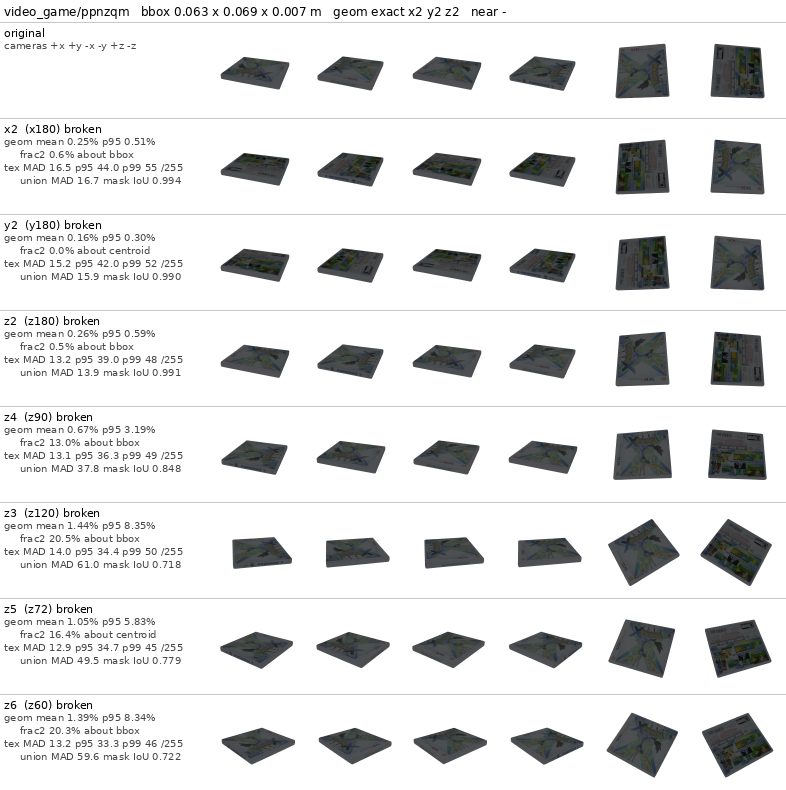 video_game/ppnzqm bbox 0.063 x 0.069 x 0.007 m geom exact x2 y2 z2 near -
original
cameras +x +y -x -y +z -z
x2 (x180) broken
geom mean 0.25% p95 0.51%
frac2 0.6% about bbox
tex MAD 16.5 p95 44.0 p99 55 /255
union MAD 16.7 mask IoU 0.994
y2 (y180) broken
geom mean 0.16% p95 0.30%
frac2 0.0% about centroid
tex MAD 15.2 p95 42.0 p99 52 /255
union MAD 15.9 mask IoU 0.990
z2 (z180) broken
geom mean 0.26% p95 0.59%
frac2 0.5% about bbox
tex MAD 13.2 p95 39.0 p99 48 /255
union MAD 13.9 mask IoU 0.991
z4 (z90) broken
geom mean 0.67% p95 3.19%
frac2 13.0% about bbox
tex MAD 13.1 p95 36.3 p99 49 /255
union MAD 37.8 mask IoU 0.848
z3 (z120) broken
geom mean 1.44% p95 8.35%
frac2 20.5% about bbox
tex MAD 14.0 p95 34.4 p99 50 /255
union MAD 61.0 mask IoU 0.718
z5 (z72) broken
geom mean 1.05% p95 5.83%
frac2 16.4% about centroid
tex MAD 12.9 p95 34.7 p99 45 /255
union MAD 49.5 mask IoU 0.779
z6 (z60) broken
geom mean 1.39% p95 8.34%
frac2 20.3% about bbox
tex MAD 13.2 p95 33.3 p99 46 /255
union MAD 59.6 mask IoU 0.722